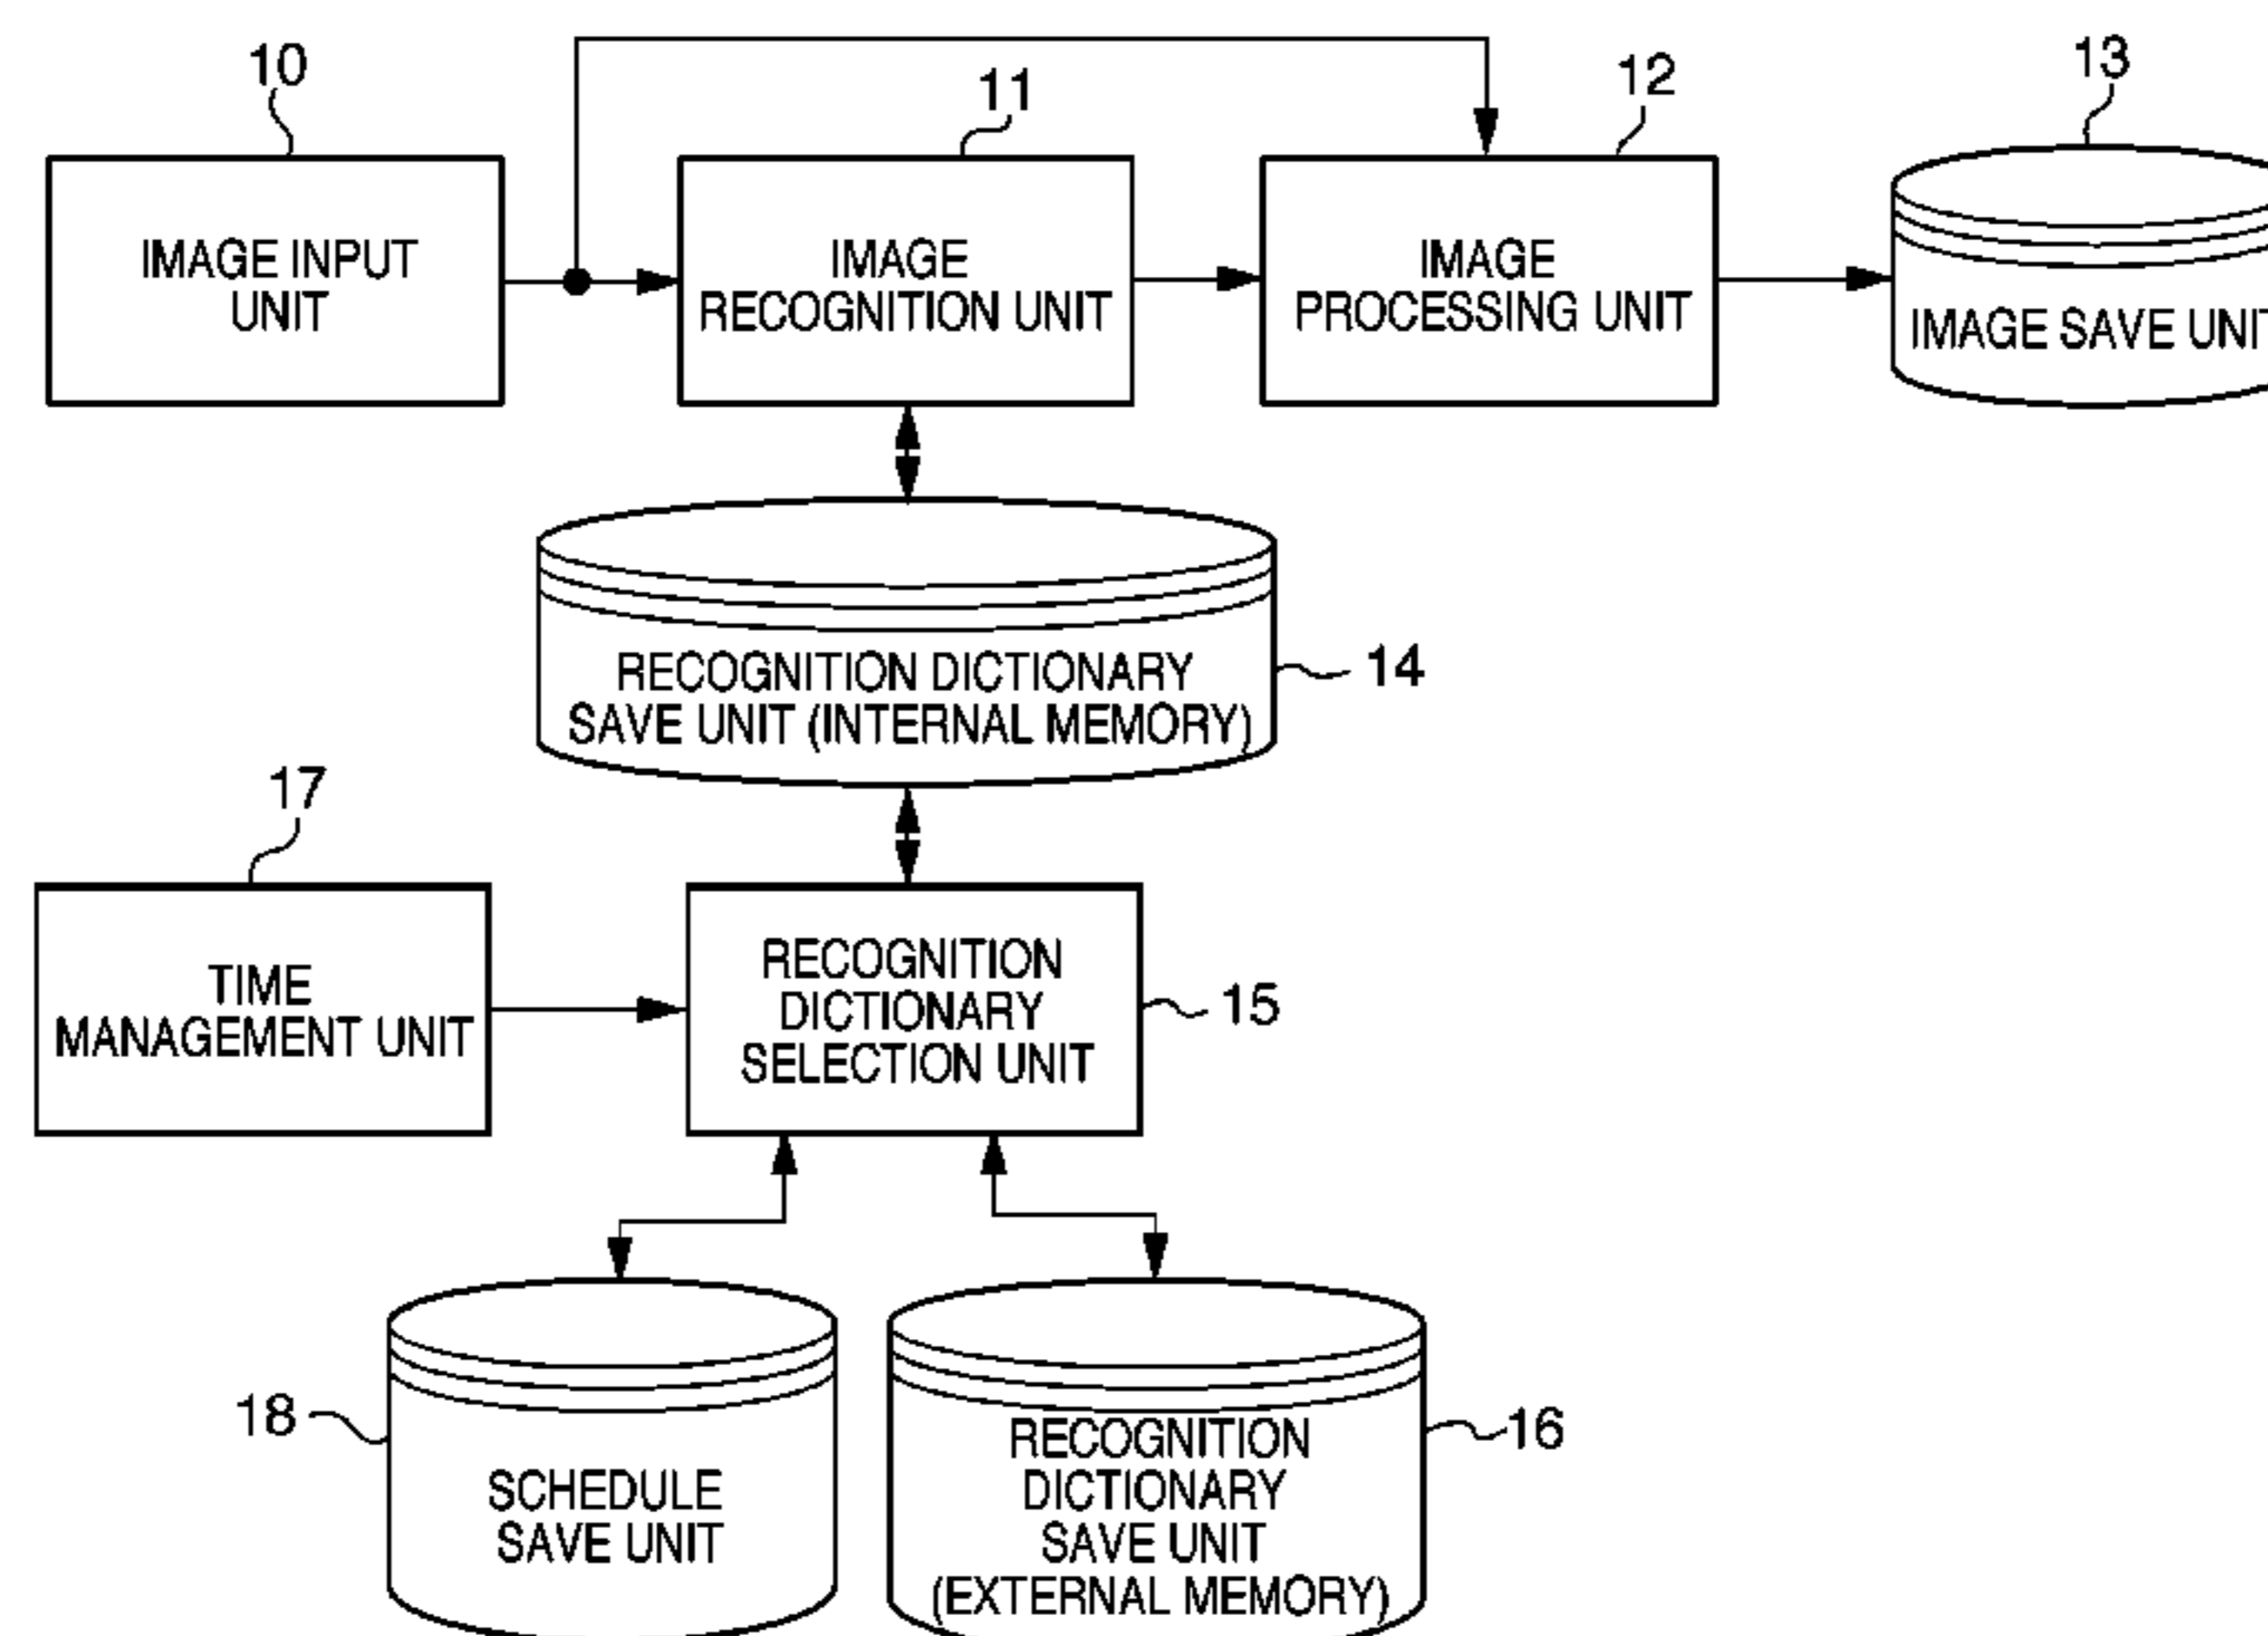 10
11
12
13
IMAGE INPUT
UNIT
IMAGE
RECOGNITION UNIT
IMAGE
PROCESSING UNIT
IMAGE SAVE UNIT
RECOGNITION DICTIONARY
SAVE UNIT (INTERNAL MEMORY)
14
17
TIME
MANAGEMENT UNIT
RECOGNITION
DICTIONARY
SELECTION UNIT
15
18
SCHEDULE
SAVE UNIT
RECOGNITION
DICTIONARY
SAVE UNIT
(EXTERNAL MEMORY)
16